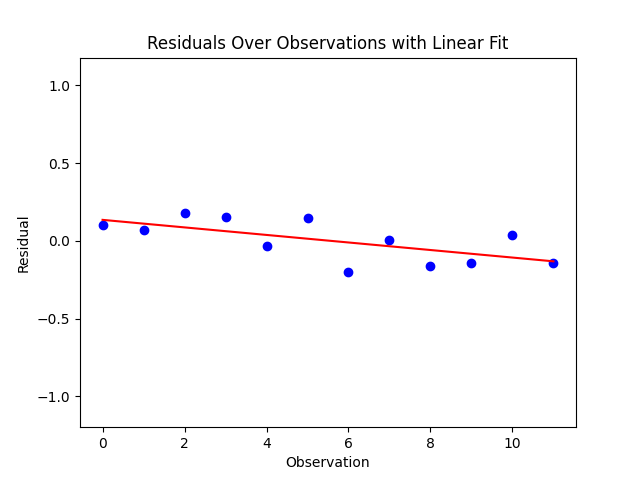 Residuals Over Observations with Linear Fit
1.0
0.5
0.0
−0.5
−1.0
Residual
0 2 4 6 8 10
Observation